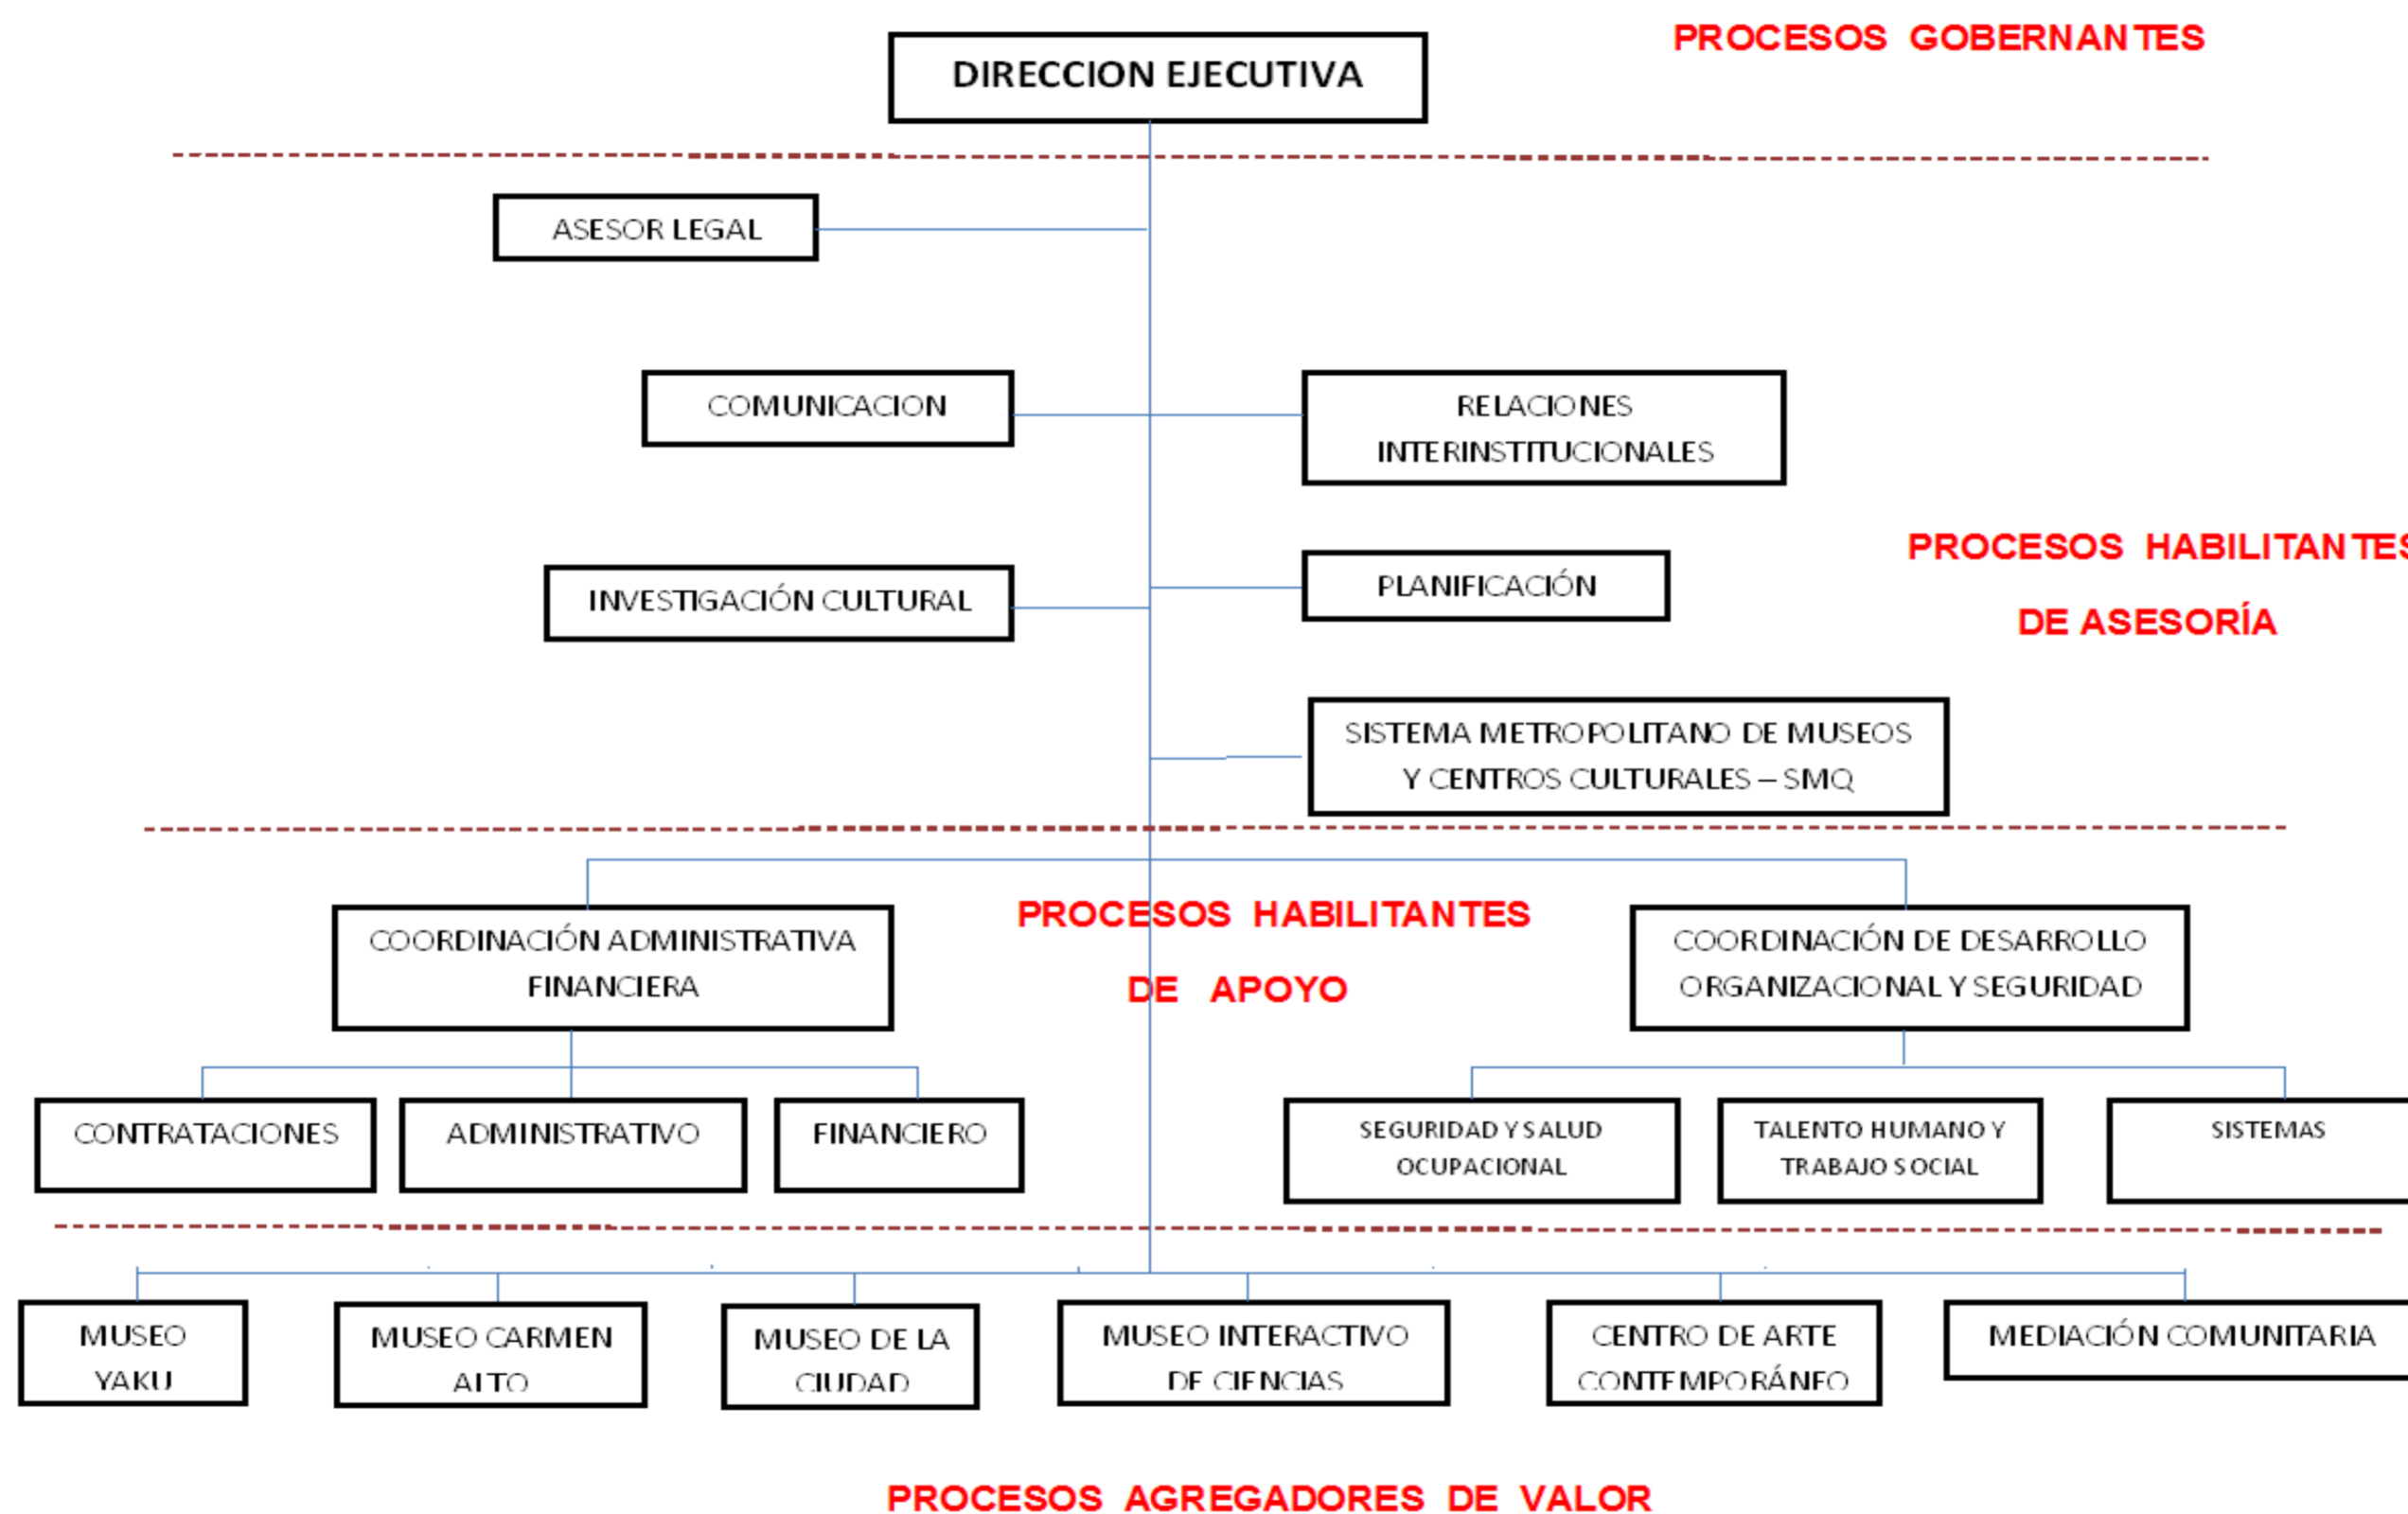 PROCESOS GOBERNANTES
DIRECCION EJECUTIVA
ASESOR LEGAL
COMUNICACION
RELACIONES
INTERINSTITUCIONALES
PROCESOS HABILITANTES
DE ASESORÍA
INVESTIGACIÓN CULTURAL
PLANIFICACIÓN
SISTEMA METROPOLITANO DE MUSEOS
Y CENTROS CULTURALES – SMQ
PROCESOS HABILITANTES
DE APOYO
COORDINACIÓN ADMINISTRATIVA
FINANCIERA
COORDINACIÓN DE DESARROLLO
ORGANIZACIONAL Y SEGURIDAD
CONTRATACIONES
ADMINISTRATIVO
FINANCIERO
SEGURIDAD Y SALUD
OCUPACIONAL
TALENTO HUMANO Y
TRABAJO SOCIAL
SISTEMAS
MUSEO
YAKU
MUSEO CARMEN
ALTO
MUSEO DE LA
CIUDAD
MUSEO INTERACTIVO
DE CIENCIAS
CENTRO DE ARTE
CONTEMPORÁNEO
MEDIACIÓN COMUNITARIA
PROCESOS AGREGADORES DE VALOR